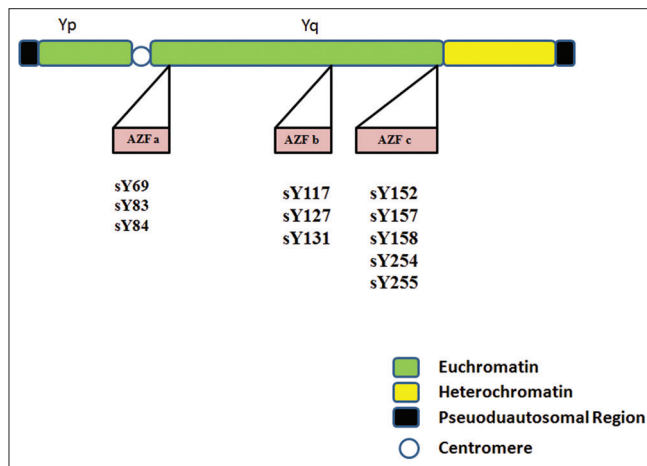 Yp Yq
AZF a AZF b AZF c
sY69 sY117 sY152
sY83 sY127 sY157
sY84 sY131 sY158
sY254
sY255
Euchromatin
Heterochromatin
Pseuoduautosomal Region
Centromere